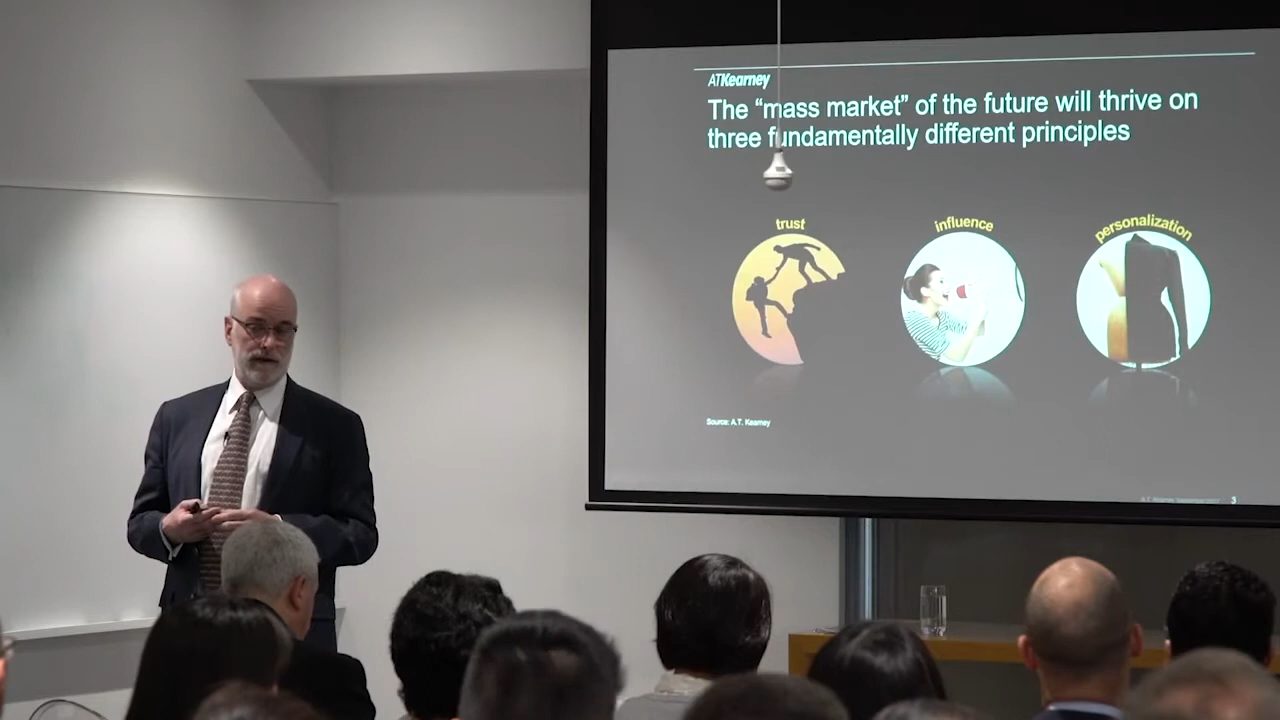 ATKearney
The “mass market” of the future will thrive on
three fundamentally different principles
trust
influence
personalization
Source: A.T. Kearney
3